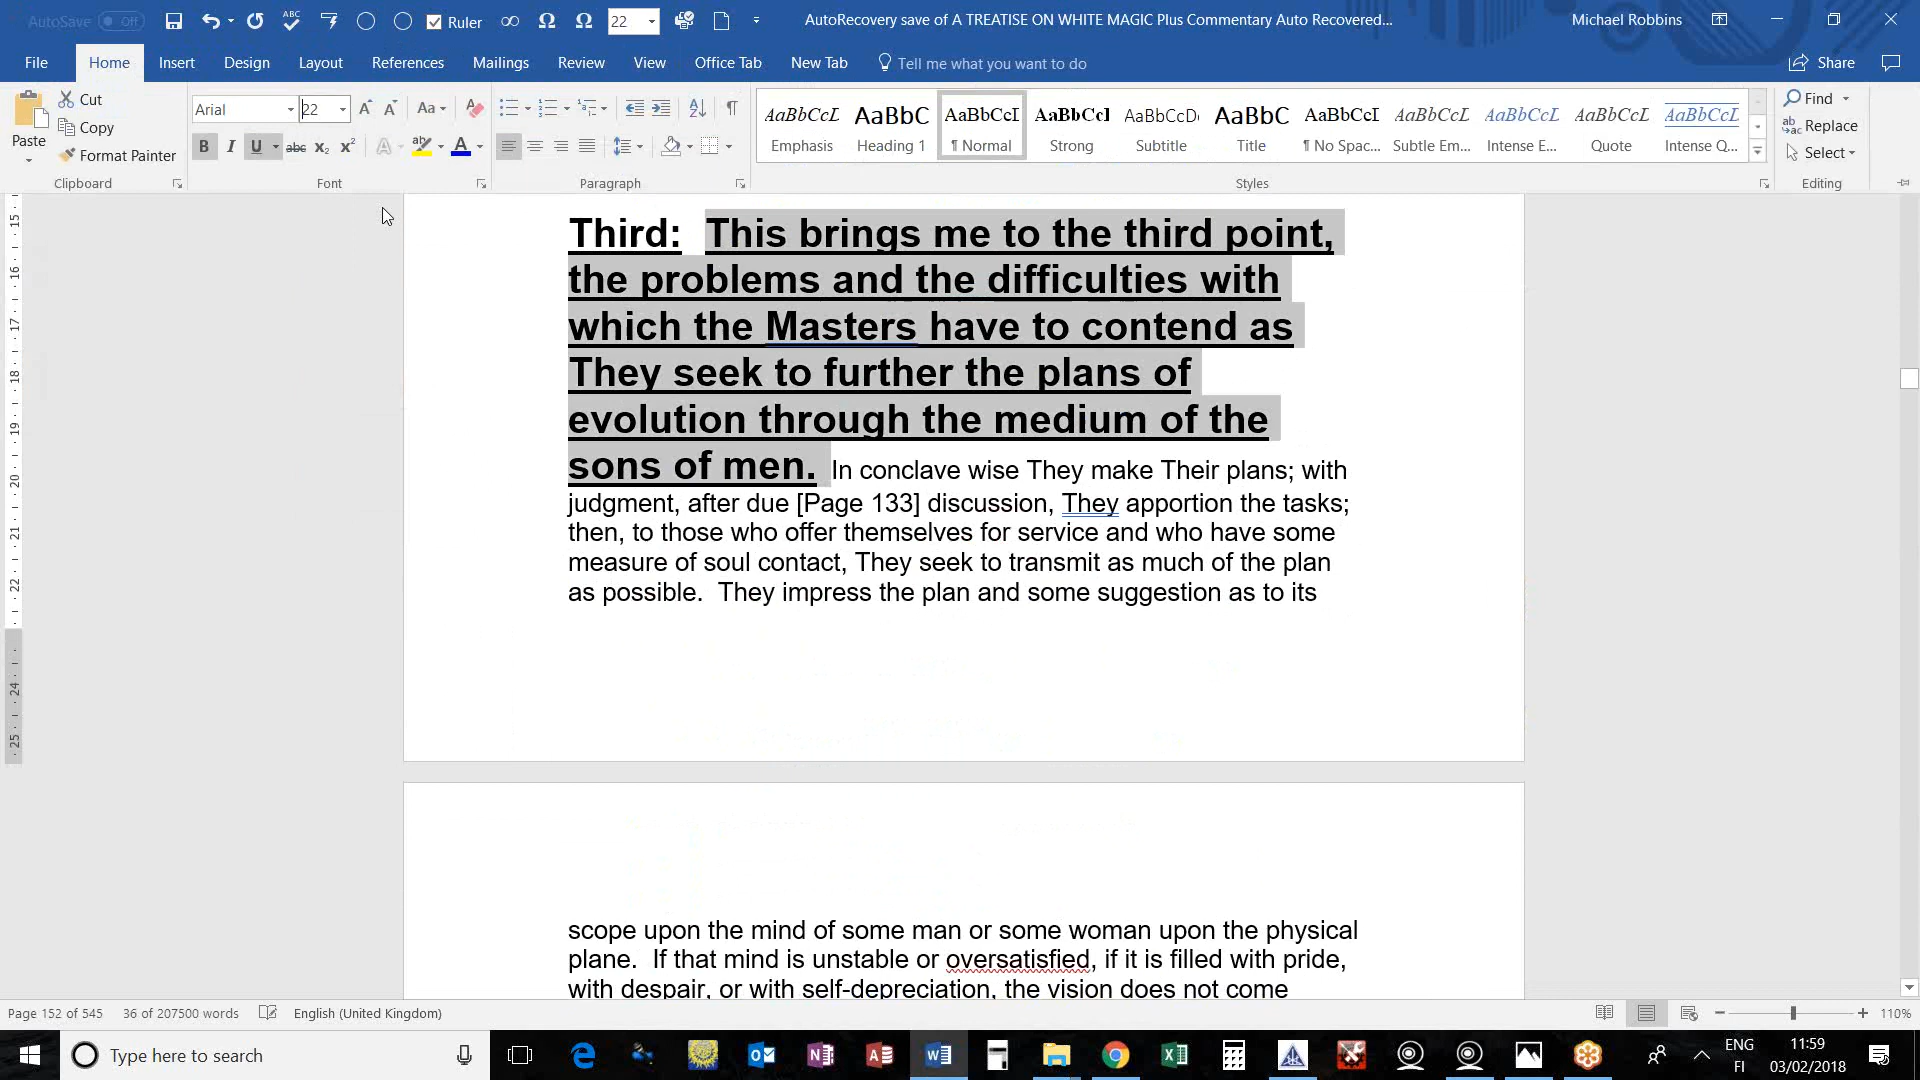 AutoSave Off
ABC
Ruler
22
AutoRecovery save of A TREATISE ON WHITE MAGIC Plus Commentary Auto Recovered...
Michael Robbins
File Home Insert Design Layout References Mailings Review View Office Tab New Tab Tell me what you want to do Share
Paste
Cut
Copy
Format Painter
Clipboard
Arial 22
Font
Paragraph
AaBbCcL AaBbC AaBbCcI AaBbCcI AaBbCcD AaBbC AaBbCcI AaBbCcL AaBbCcL AaBbCcL AaBbCcL
Emphasis Heading 1 ¶ Normal Strong Subtitle Title ¶ No Spac... Subtle Em... Intense E... Quote Intense Q...
Styles
Find
Replace
Select
Editing
Third: This brings me to the third point,
the problems and the difficulties with
which the Masters have to contend as
They seek to further the plans of
evolution through the medium of the
sons of men. In conclave wise They make Their plans; with
judgment, after due [Page 133] discussion, They apportion the tasks;
then, to those who offer themselves for service and who have some
measure of soul contact, They seek to transmit as much of the plan
as possible. They impress the plan and some suggestion as to its
scope upon the mind of some man or some woman upon the physical
plane. If that mind is unstable or oversatisfied, if it is filled with pride,
with despair, or with self-depreciation, the vision does not come
15
16
17
18
19
20
21
22
24
25
Page 152 of 545 36 of 207500 words English (United Kingdom) 110%
Type here to search
ENG
FI
11:59
03/02/2018